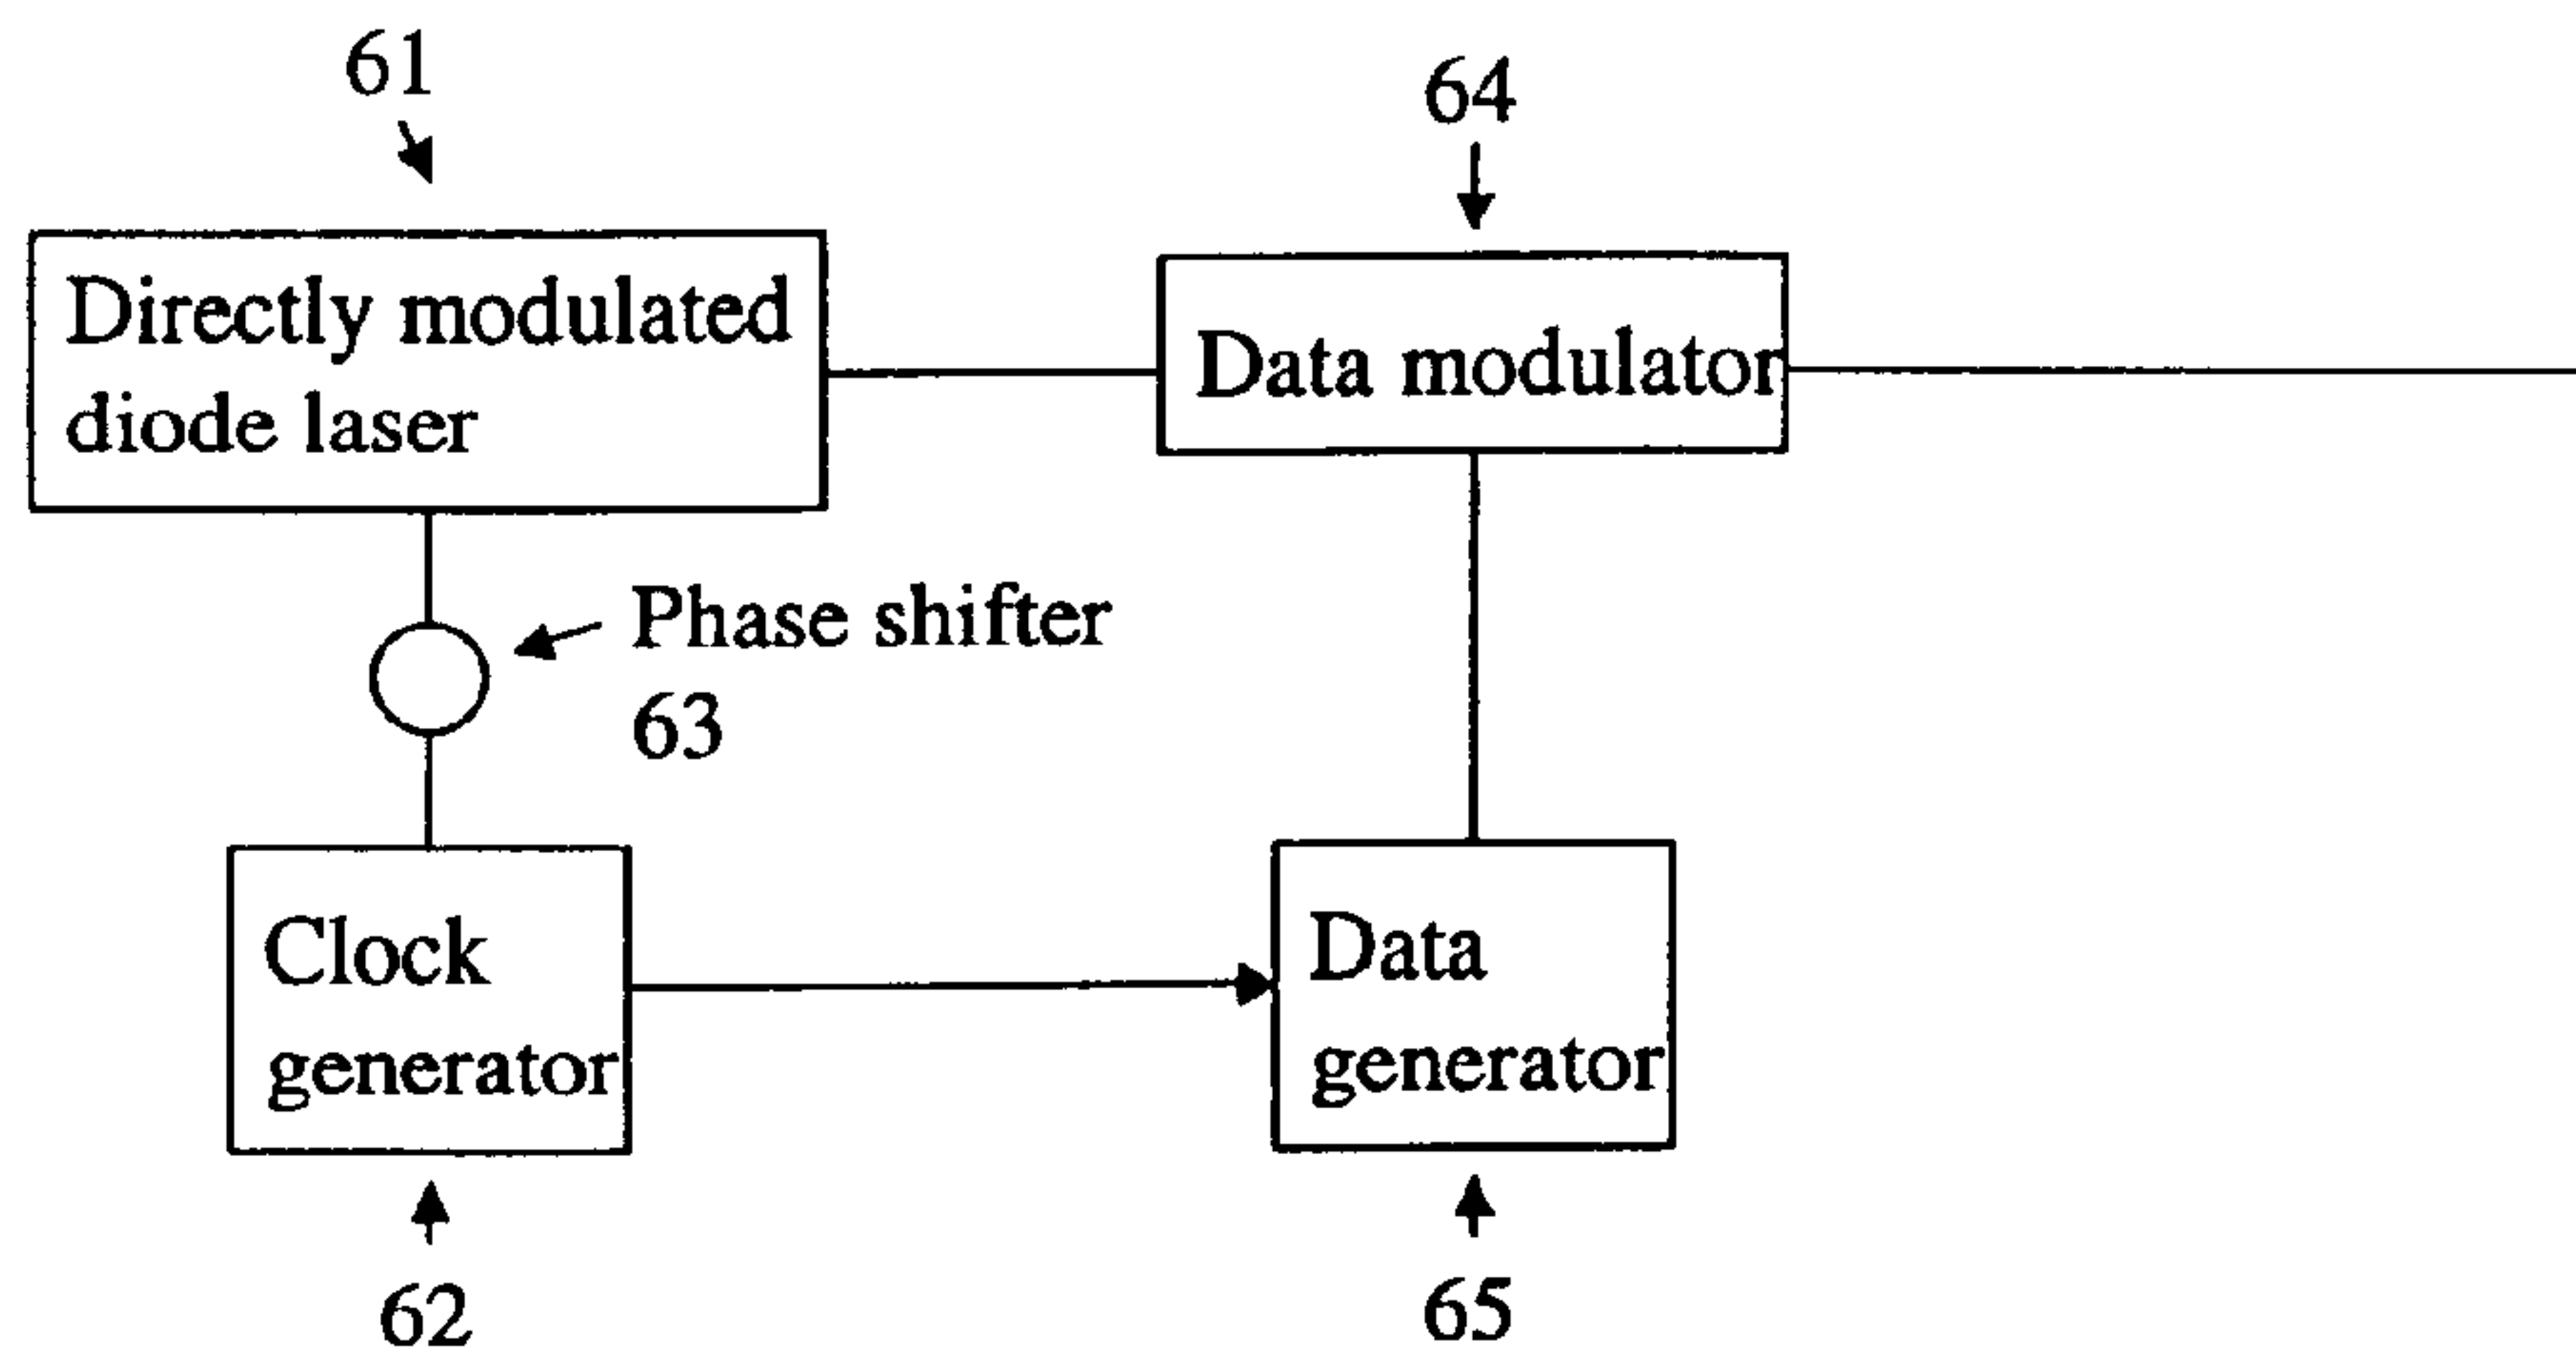 61
64
Directly modulated
diode laser
Data modulator
Phase shifter
63
Clock
generator
Data
generator
62
65